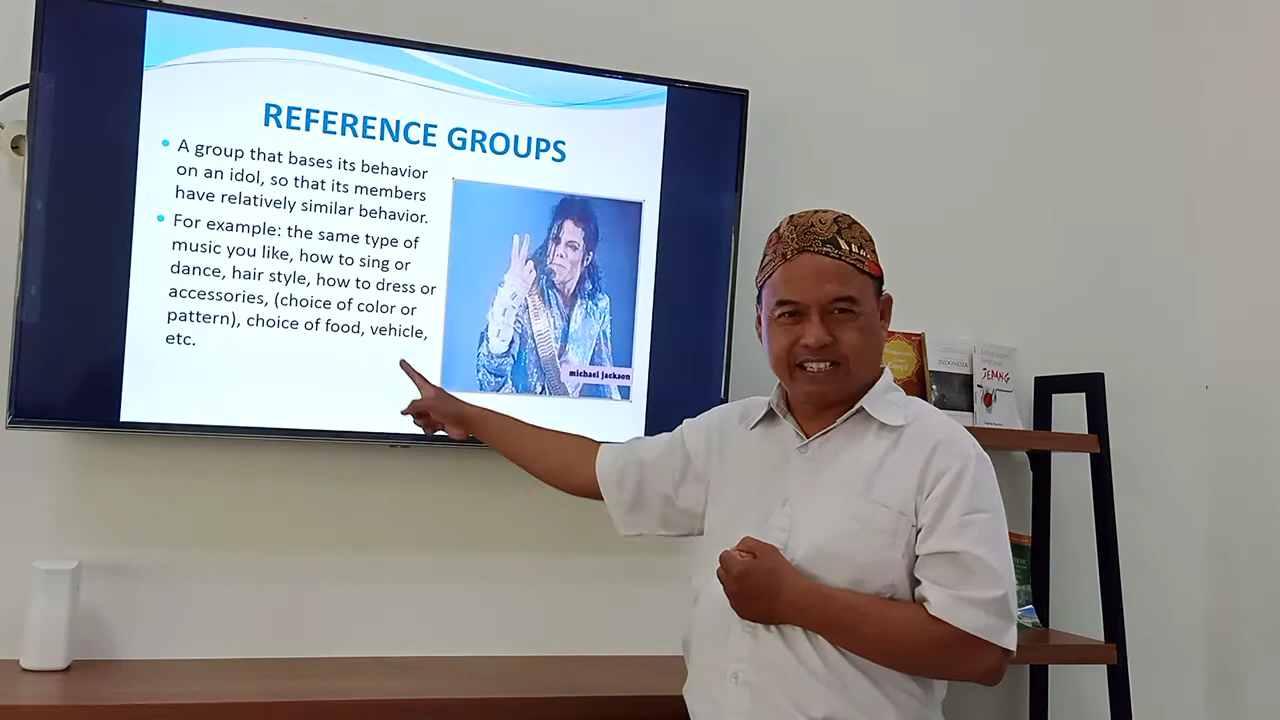 REFERENCE GROUPS
A group that bases its behavior
on an idol, so that its members
have relatively similar behavior.
For example: the same type of
music you like, how to sing or
dance, hair style, how to dress or
accessories, (choice of color or
pattern), choice of food, vehicle,
etc.
michael jackson
INDONESIA
JEPANG